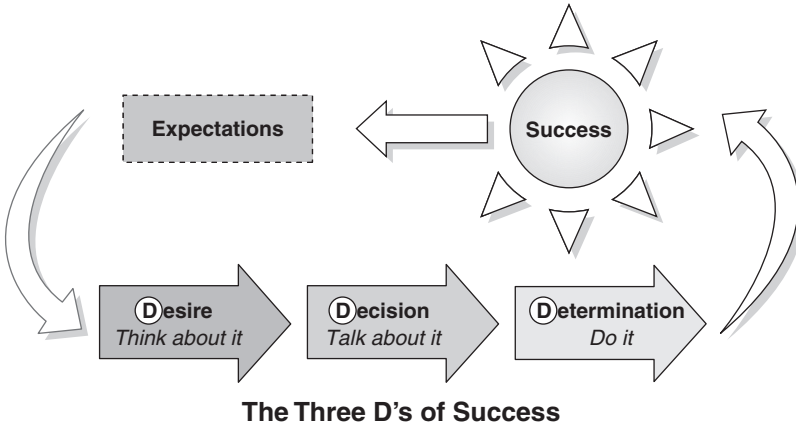 Expectations
Success
Desire
Think about it
Decision
Talk about it
Determination
Do it
The Three D's of Success